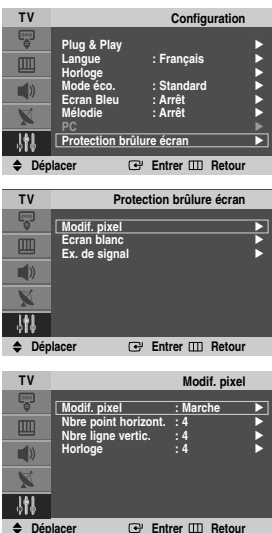 TV Configuration
Plug & Play
Langue : Français
Horloge
Mode éco. : Standard
Ecran Bleu : Arrêt
Mélodie : Arrêt
PC
Protection brûlure écran
Déplacer Entrer Retour
TV Protection brûlure écran
Modif. pixel
Ecran blanc
Ex. de signal
Déplacer Entrer Retour
TV Modif. pixel
Modif. pixel : Marche
Nbre point horizont. : 4
Nbre ligne vertic. : 4
Horloge : 4
Déplacer Entrer Retour